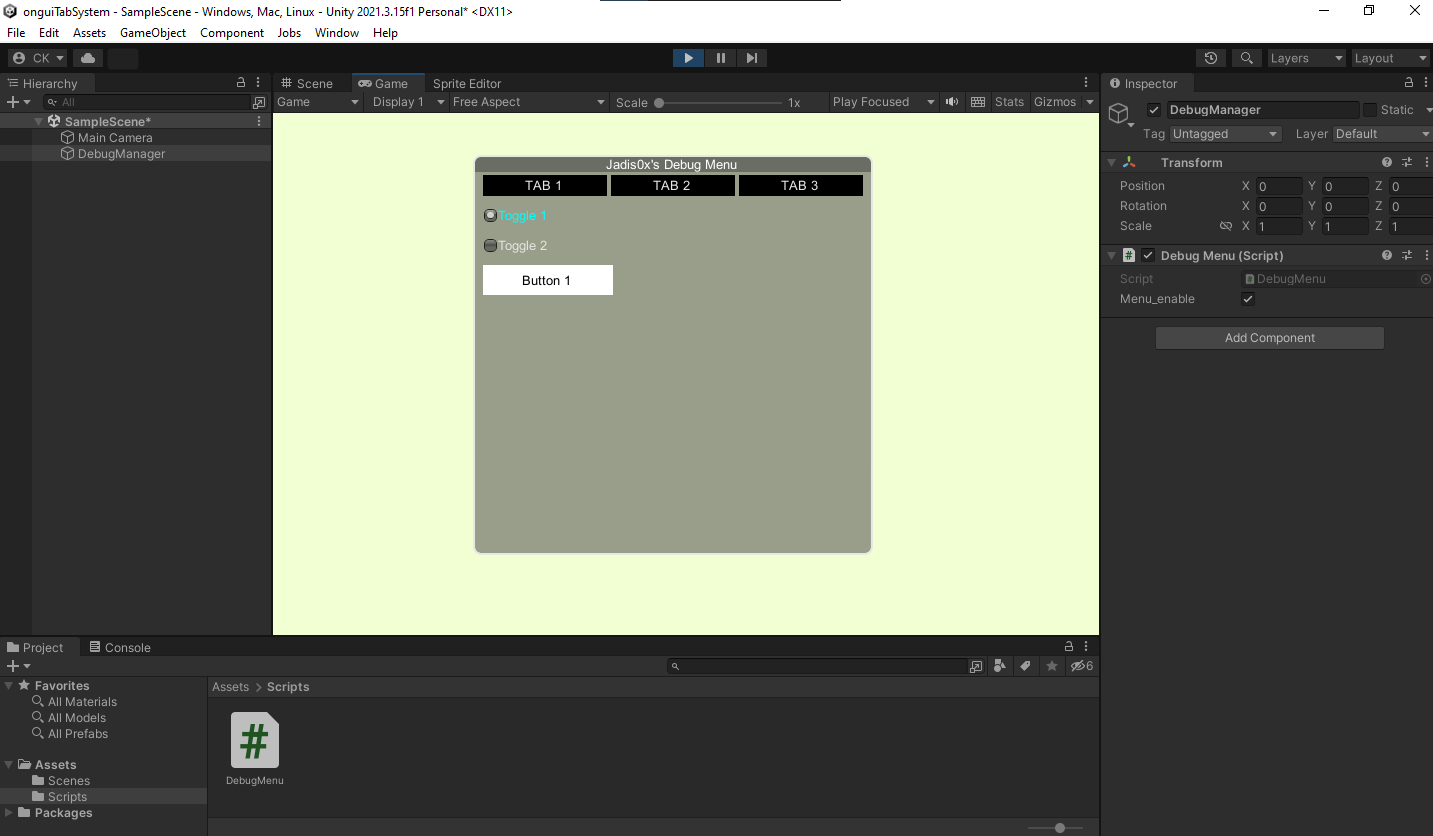 onguiTabSystem - SampleScene - Windows, Mac, Linux - Unity 2021.3.15f1 Personal* <DX11>
File Edit Assets GameObject Component Jobs Window Help
CK Layers Layout
Hierarchy
All
SampleScene*
Main Camera
DebugManager
Scene Game Sprite Editor
Game Display 1 Free Aspect Scale 1x Play Focused Stats Gizmos
Jadis0x's Debug Menu
TAB 1 TAB 2 TAB 3
Toggle 1
Toggle 2
Button 1
Inspector
DebugManager Static
Tag Untagged Layer Default
Transform
Position X 0 Y 0 Z 0
Rotation X 0 Y 0 Z 0
Scale X 1 Y 1 Z 1
# Debug Menu (Script)
Script DebugMenu
Menu_enable
Add Component
Project Console
6
Favorites
All Materials
All Models
All Prefabs
Assets
Scenes
Scripts
Packages
Assets > Scripts
#
DebugMenu